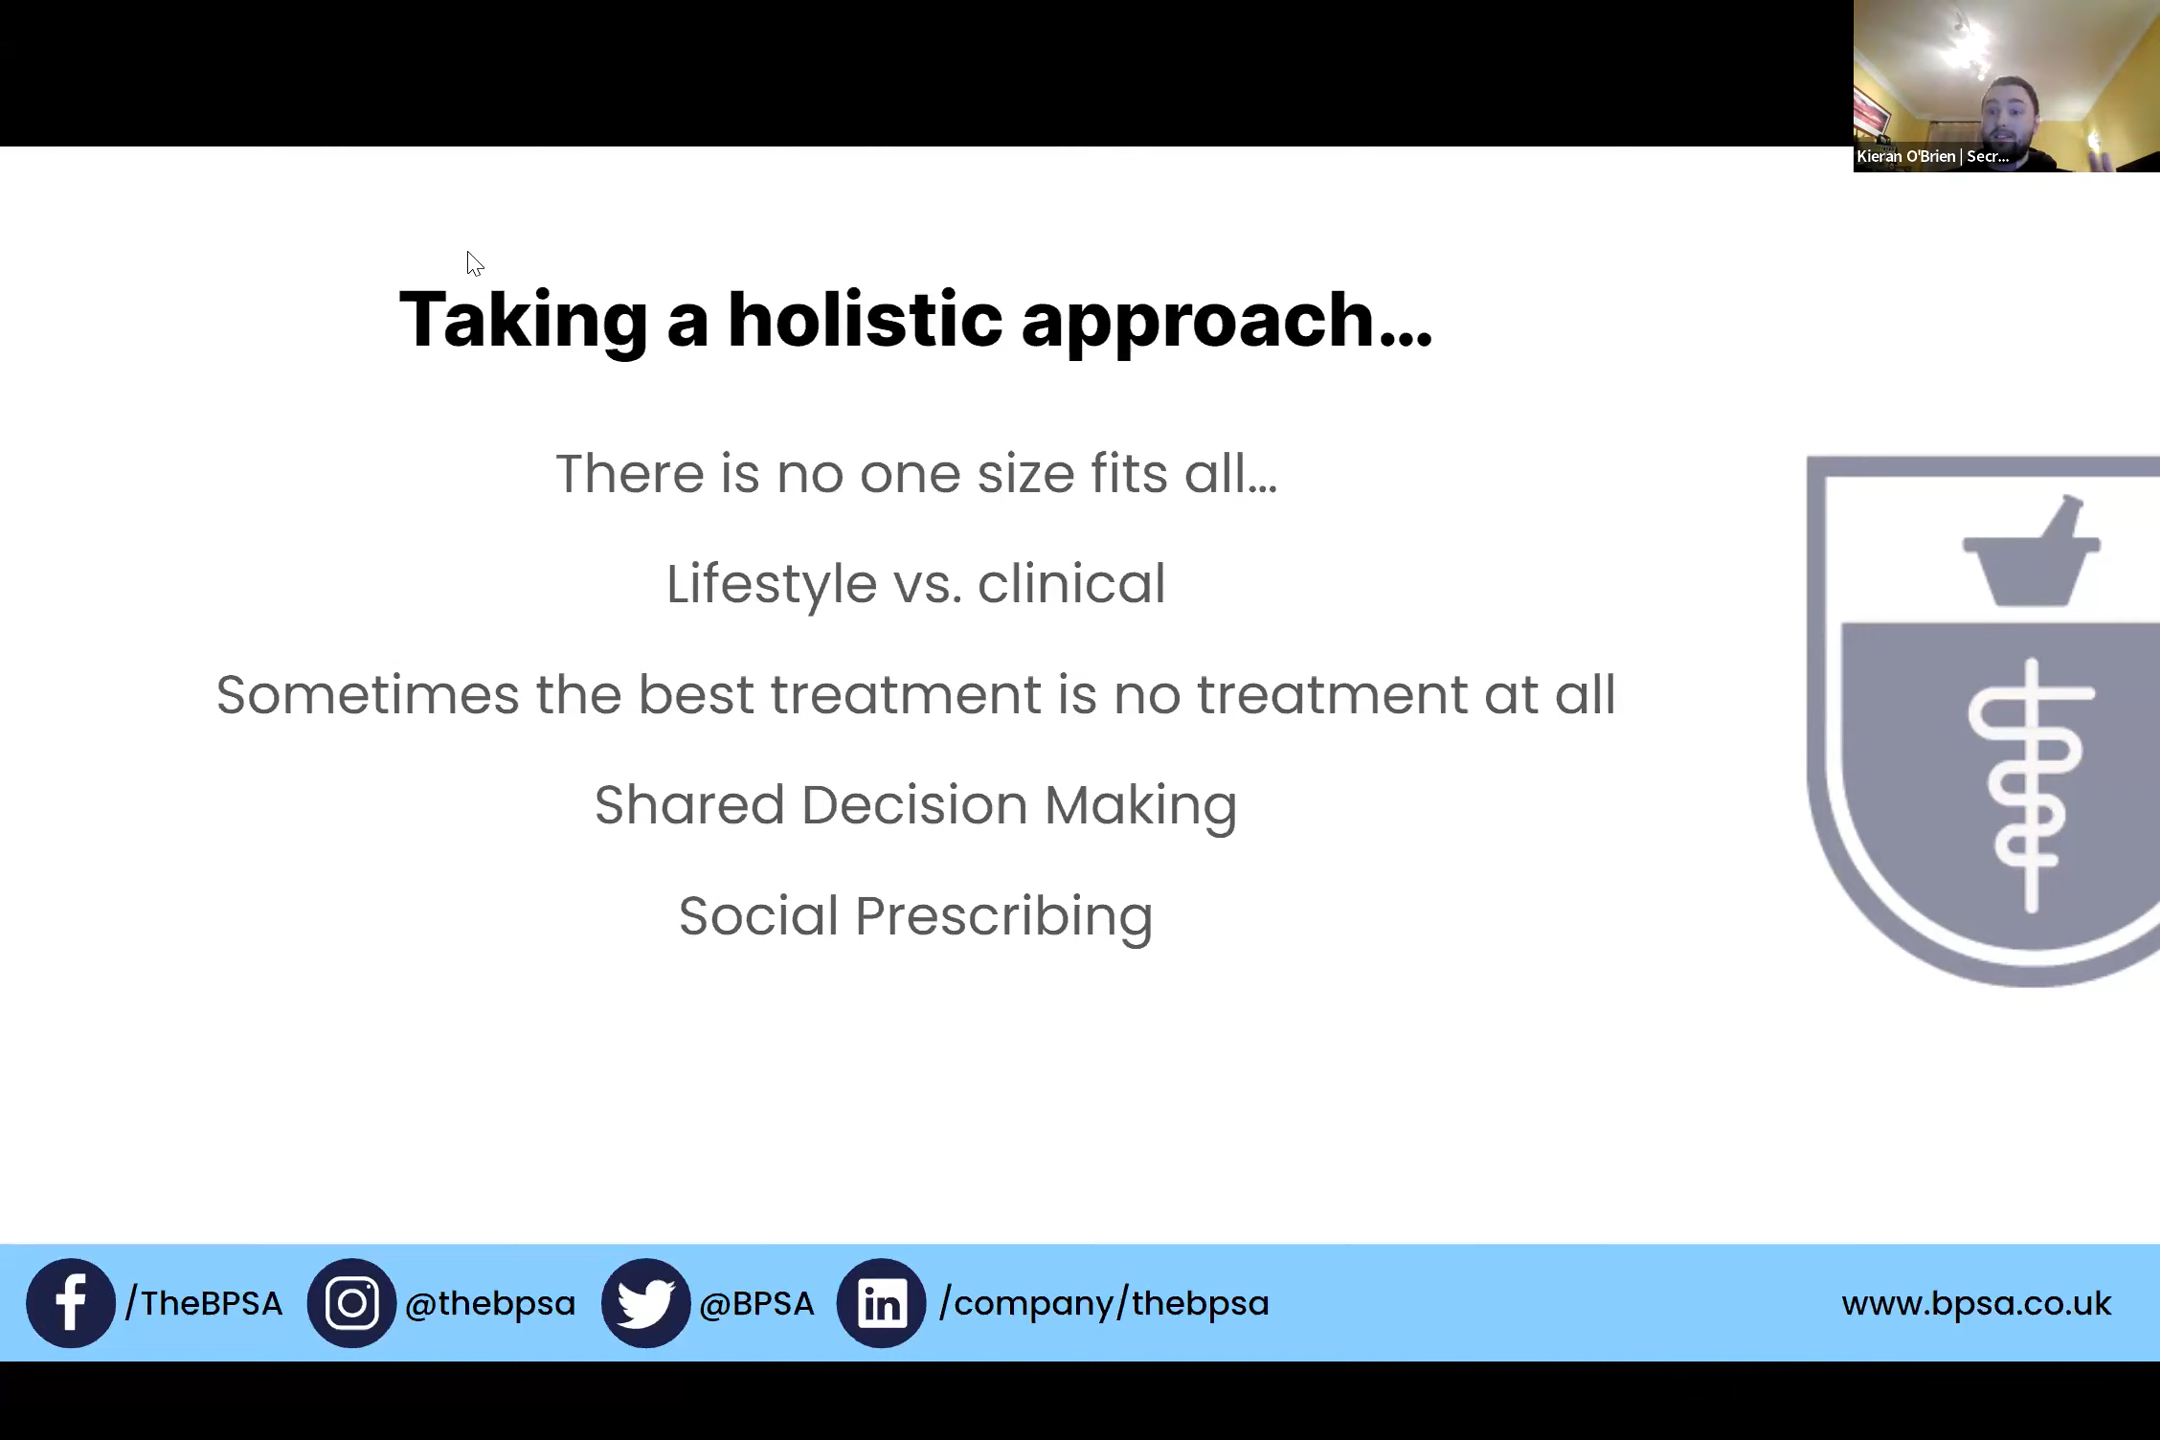 Kieran O'Brien | Secr...
Taking a holistic approach...
There is no one size fits all...
Lifestyle vs. clinical
Sometimes the best treatment is no treatment at all
Shared Decision Making
Social Prescribing
/TheBPSA @thebpsa @BPSA /company/thebpsa www.bpsa.co.uk